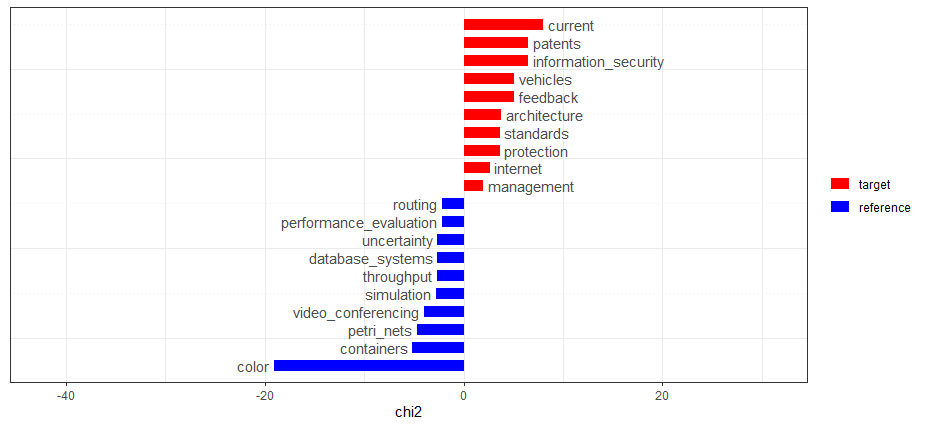 current
patents
information_security
vehicles
feedback
architecture
standards
protection
internet
management
target
reference
routing
performance_evaluation
uncertainty
database_systems
throughput
simulation
video_conferencing
petri_nets
containers
color
-40
-20
0
20
chi2